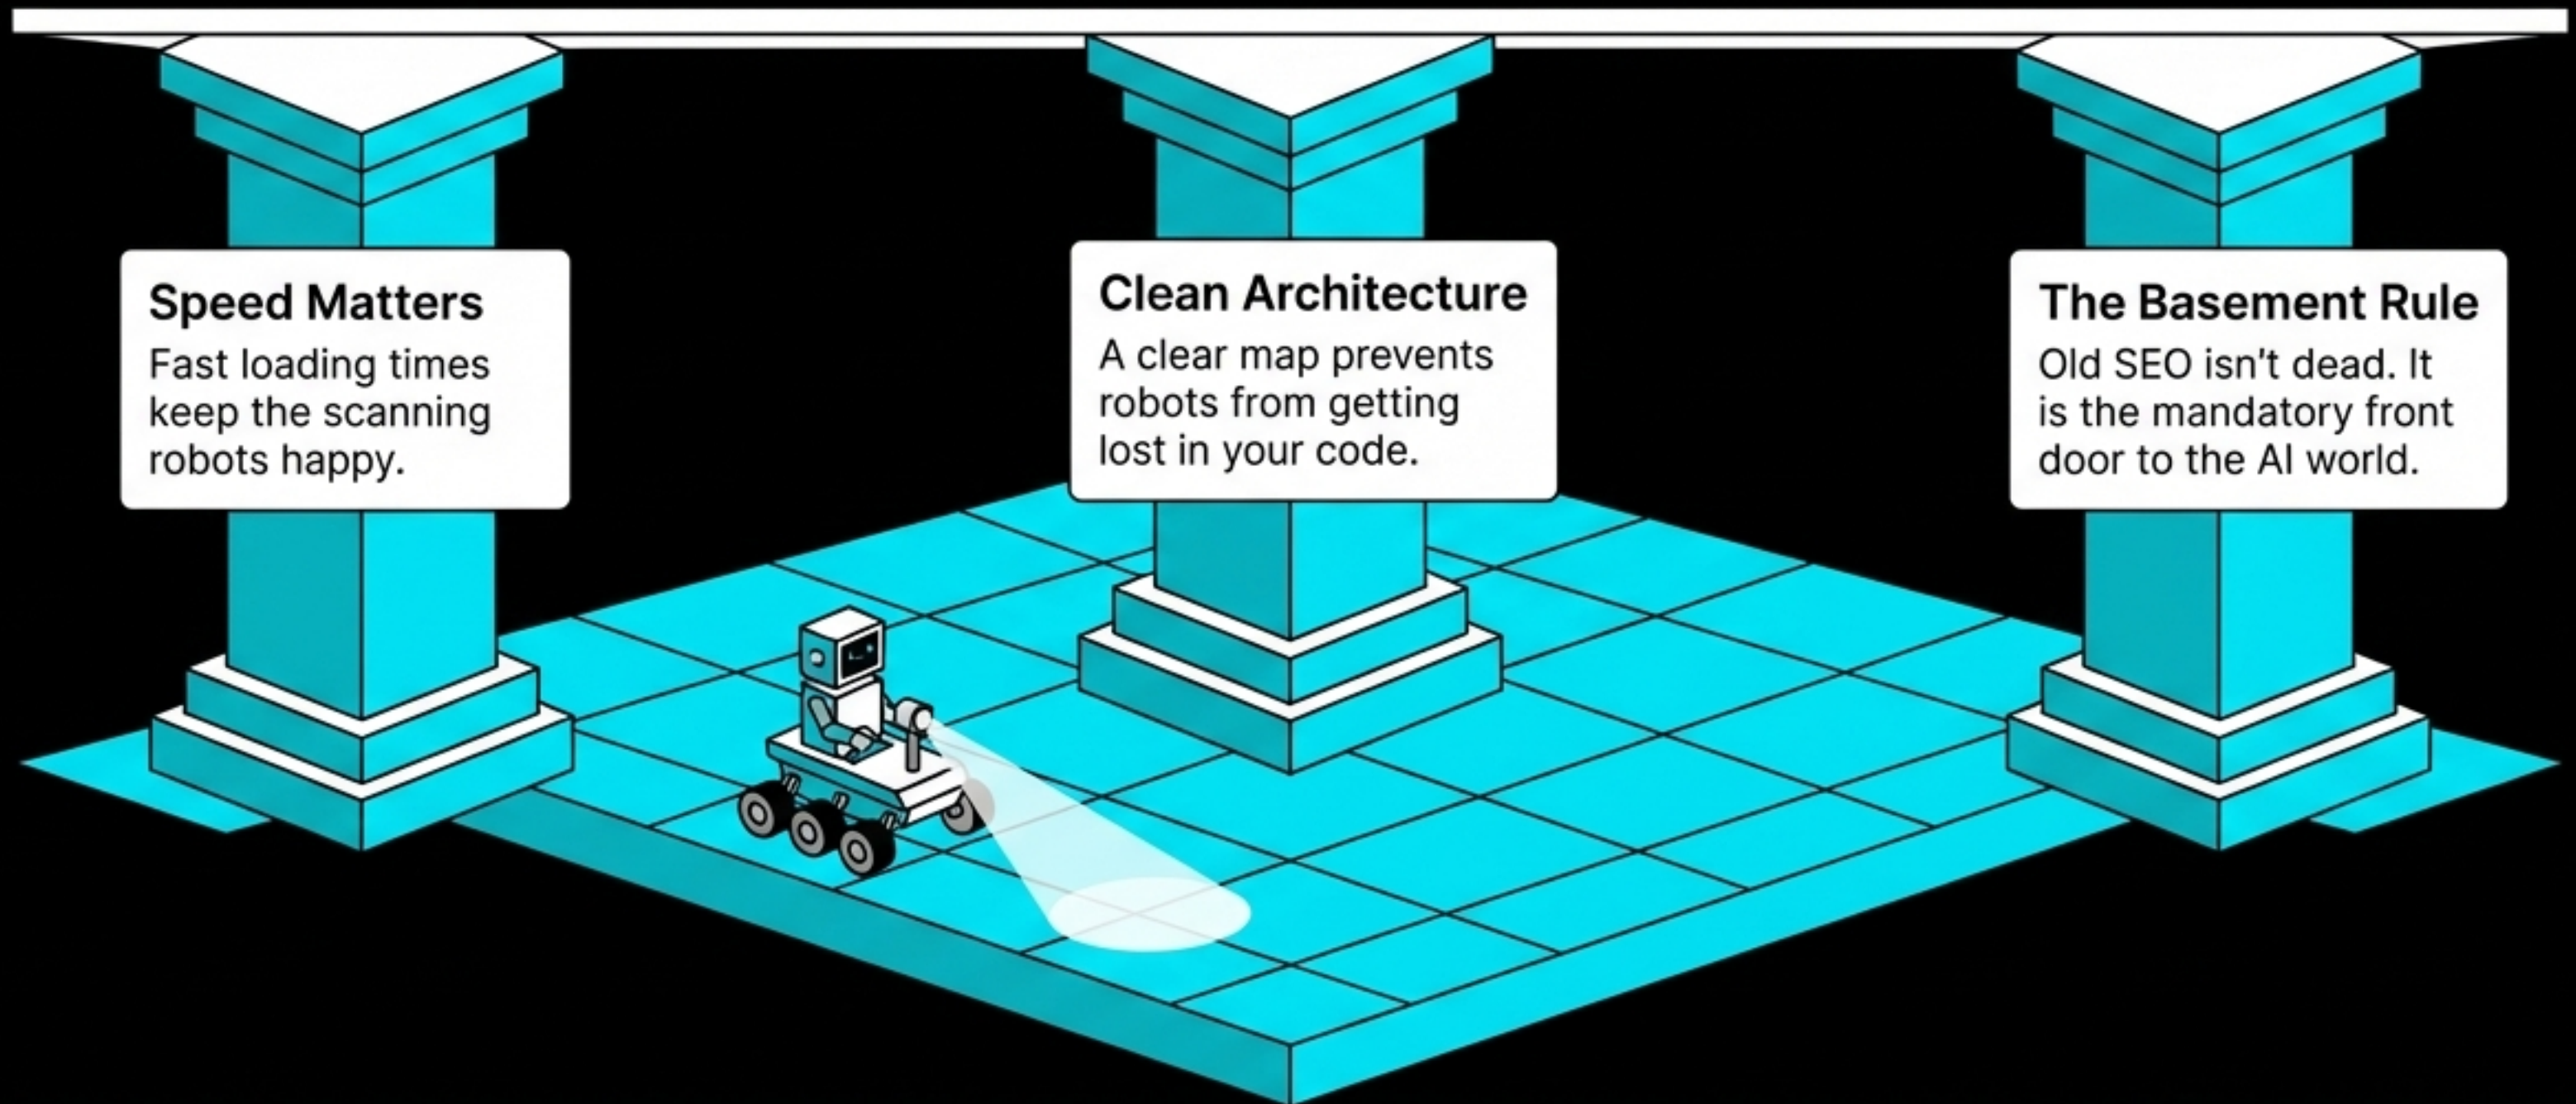 Speed Matters
Fast loading times
keep the scanning
robots happy.
Clean Architecture
A clear map prevents
robots from getting
lost in your code.
The Basement Rule
Old SEO isn't dead. It
is the mandatory front
door to the AI world.